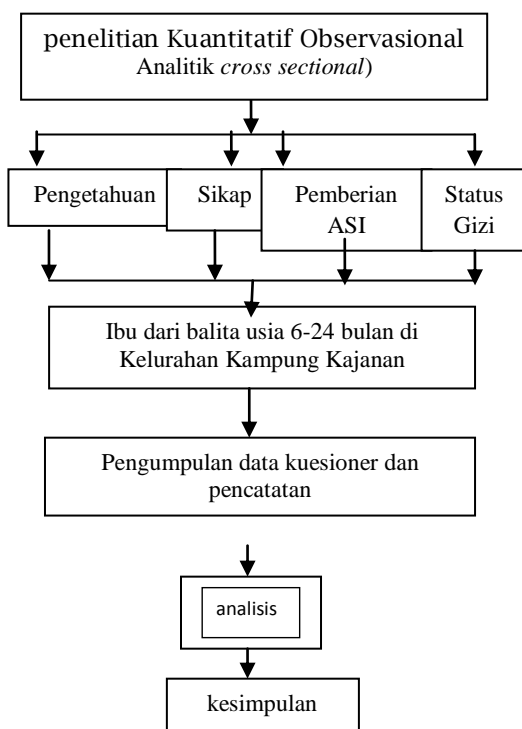 penelitian Kuantitatif Observasional
Analitik cross sectional)
Pengetahuan
Sikap
Pemberian
ASI
Status
Gizi
Ibu dari balita usia 6-24 bulan di
Kelurahan Kampung Kajanan
Pengumpulan data kuesioner dan
pencatatan
analisis
kesimpulan